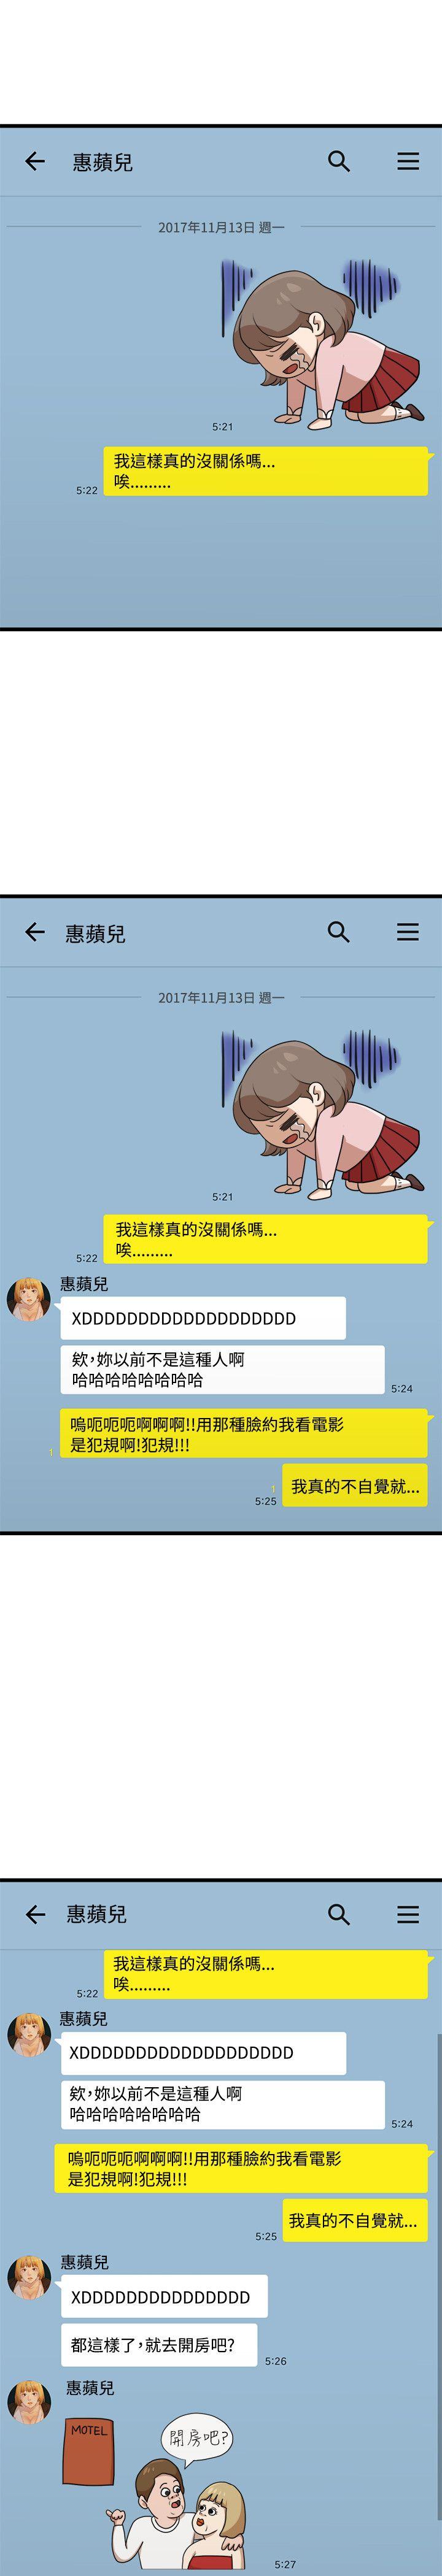 惠蘋兒
2017年11月13日 週一
5:21
我這樣真的沒關係嗎...
唉.........
5:22
惠蘋兒
2017年11月13日 週一
5:21
我這樣真的沒關係嗎...
唉.........
5:22
惠蘋兒
XDDDDDDDDDDDDDDDDDDDD
欸,妳以前不是這種人啊
哈哈哈哈哈哈哈哈
5:24
嗚呃呃呃啊啊啊!!用那種臉約我看電影
是犯規啊!犯規!!!
1
我真的不自覺就...
1
5:25
惠蘋兒
我這樣真的沒關係嗎...
唉.........
5:22
惠蘋兒
XDDDDDDDDDDDDDDDDDDDD
欸,妳以前不是這種人啊
哈哈哈哈哈哈哈哈
5:24
嗚呃呃呃啊啊啊!!用那種臉約我看電影
是犯規啊!犯規!!!
我真的不自覺就...
5:25
惠蘋兒
XDDDDDDDDDDDDDDDD
都這樣了,就去開房吧?
5:26
惠蘋兒
MOTEL
開房吧?
5:27